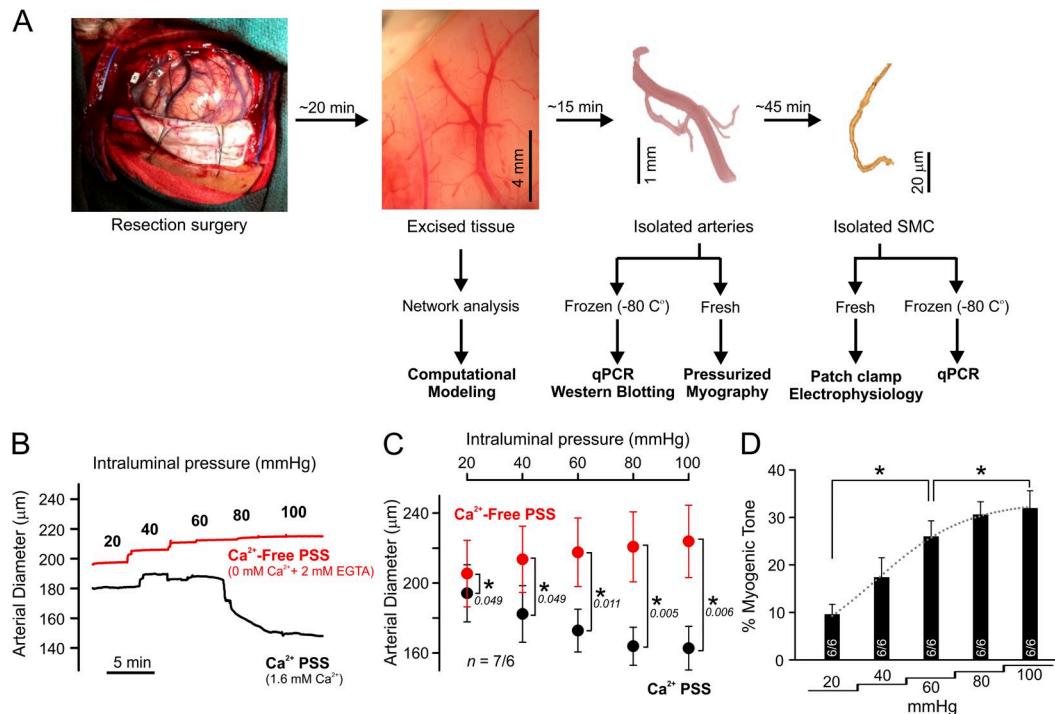 A
~20 min
~15 min
~45 min
4 mm
1 mm
20 μm
Resection surgery
Excised tissue
Isolated arteries
Isolated SMC
Network analysis
Frozen (-80 C°)
Fresh
Fresh
Frozen (-80 C°)
Computational
Modeling
qPCR
Western Blotting
Pressurized
Myography
Patch clamp
Electrophysiology
qPCR
B
Intraluminal pressure (mmHg)
Arterial Diameter (μm)
240
220
200
180
160
140
20
40
60
80
100
Ca²⁺-Free PSS
(0 mM Ca²⁺ + 2 mM EGTA)
Ca²⁺ PSS
(1.6 mM Ca²⁺)
5 min
C
Intraluminal pressure (mmHg)
20 40 60 80 100
Arterial Diameter (μm)
240
200
160
Ca²⁺-Free PSS
* 0.049
* 0.049
* 0.011
* 0.005
* 0.006
n = 7/6
Ca²⁺ PSS
D
% Myogenic Tone
40
30
20
10
0
* *
6/6 6/6 6/6 6/6 6/6
20 40 60 80 100
mmHg